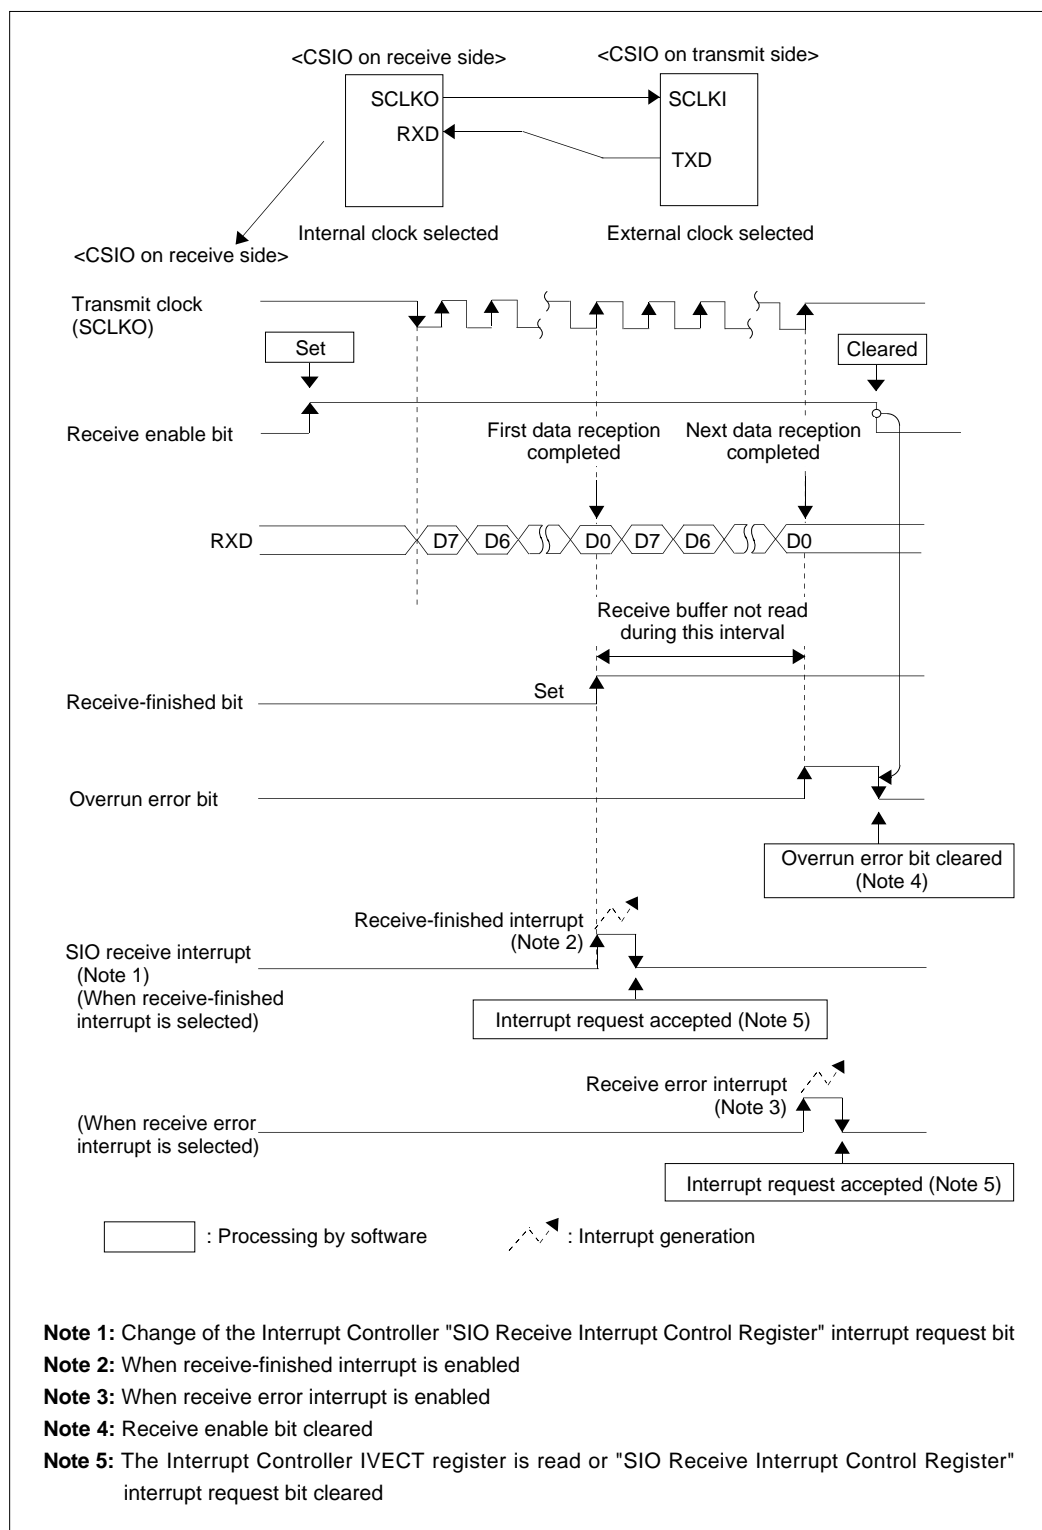 <CSIO on receive side>
<CSIO on transmit side>
SCLKO
SCLKI
RXD
TXD
Internal clock selected
External clock selected
<CSIO on receive side>
Transmit clock
(SCLKO)
Set
Cleared
Receive enable bit
First data reception
completed
Next data reception
completed
RXD
D7
D6
D0
D7
D6
D0
Receive buffer not read
during this interval
Set
Receive-finished bit
Overrun error bit
Overrun error bit cleared
(Note 4)
Receive-finished interrupt
(Note 2)
SIO receive interrupt
(Note 1)
(When receive-finished
interrupt is selected)
Interrupt request accepted (Note 5)
Receive error interrupt
(Note 3)
(When receive error
interrupt is selected)
Interrupt request accepted (Note 5)
: Processing by software
: Interrupt generation
Note 1: Change of the Interrupt Controller "SIO Receive Interrupt Control Register" interrupt request bit
Note 2: When receive-finished interrupt is enabled
Note 3: When receive error interrupt is enabled
Note 4: Receive enable bit cleared
Note 5: The Interrupt Controller IVECT register is read or "SIO Receive Interrupt Control Register"
interrupt request bit cleared